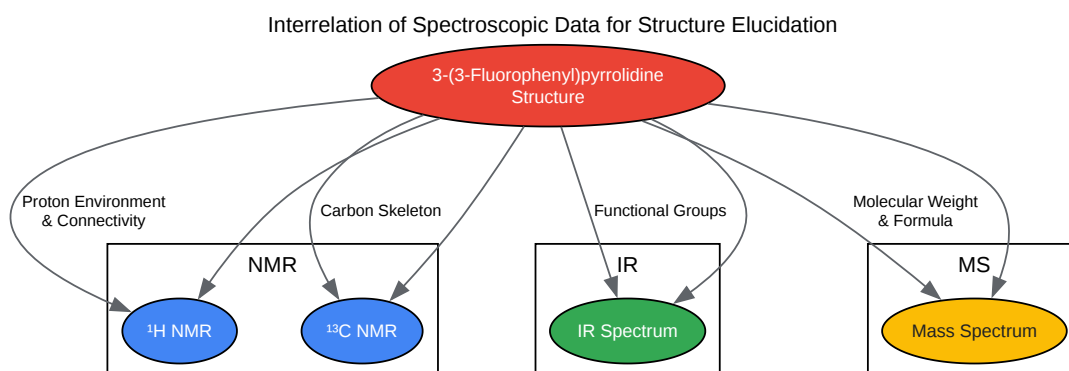 Interrelation of Spectroscopic Data for Structure Elucidation
3-(3-Fluorophenyl)pyrrolidine
Structure
Proton Environment
& Connectivity
Carbon Skeleton
Functional Groups
Molecular Weight
& Formula
NMR
IR
MS
¹H NMR
¹³C NMR
IR Spectrum
Mass Spectrum